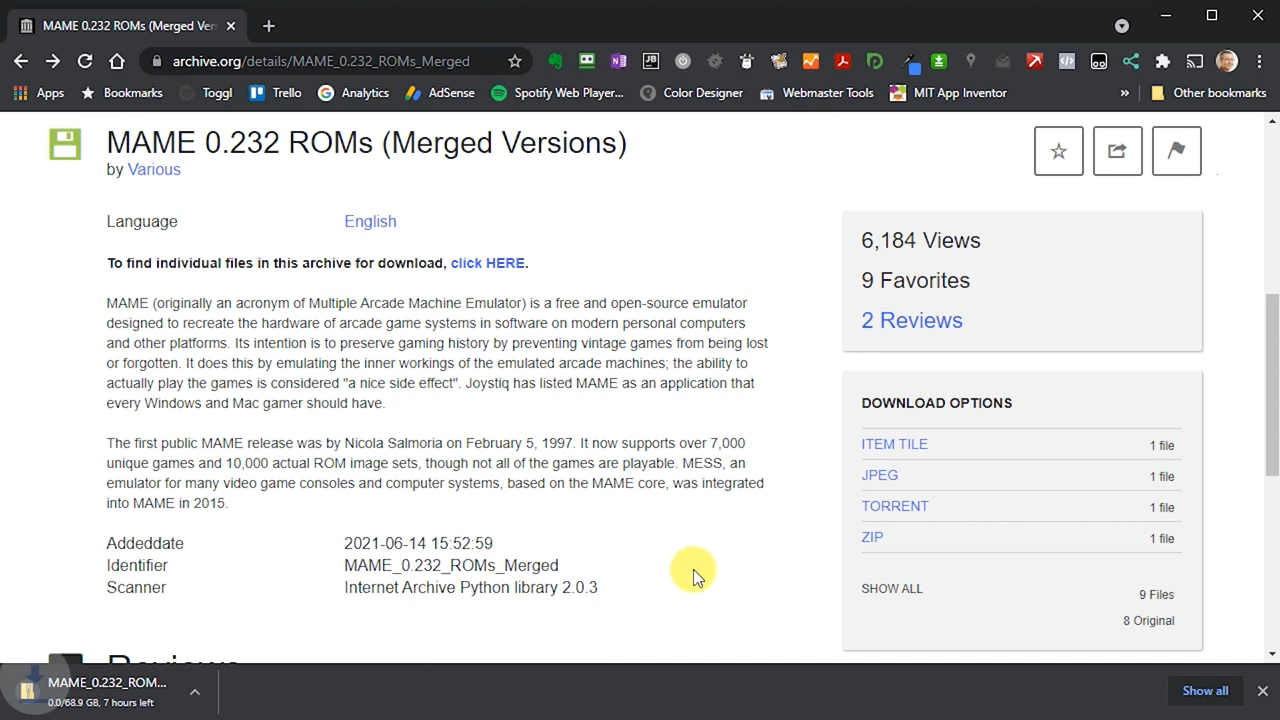 MAME 0.232 ROMs (Merged Ver
archive.org/details/MAME_0.232_ROMs_Merged
Apps Bookmarks Toggl Trello Analytics AdSense Spotify Web Player... Color Designer Webmaster Tools MIT App Inventor » Other bookmarks
MAME 0.232 ROMs (Merged Versions)
by Various
Language English
To find individual files in this archive for download, click HERE.
MAME (originally an acronym of Multiple Arcade Machine Emulator) is a free and open-source emulator
designed to recreate the hardware of arcade game systems in software on modern personal computers
and other platforms. Its intention is to preserve gaming history by preventing vintage games from being lost
or forgotten. It does this by emulating the inner workings of the emulated arcade machines; the ability to
actually play the games is considered "a nice side effect". Joystiq has listed MAME as an application that
every Windows and Mac gamer should have.
The first public MAME release was by Nicola Salmoria on February 5, 1997. It now supports over 7,000
unique games and 10,000 actual ROM image sets, though not all of the games are playable. MESS, an
emulator for many video game consoles and computer systems, based on the MAME core, was integrated
into MAME in 2015.
Addeddate 2021-06-14 15:52:59
Identifier MAME_0.232_ROMs_Merged
Scanner Internet Archive Python library 2.0.3
6,184 Views
9 Favorites
2 Reviews
DOWNLOAD OPTIONS
ITEM TILE 1 file
JPEG 1 file
TORRENT 1 file
ZIP 1 file
SHOW ALL 9 Files
8 Original
Reviews
MAME_0.232_ROM...
0.0/68.9 GB, 7 hours left
Show all